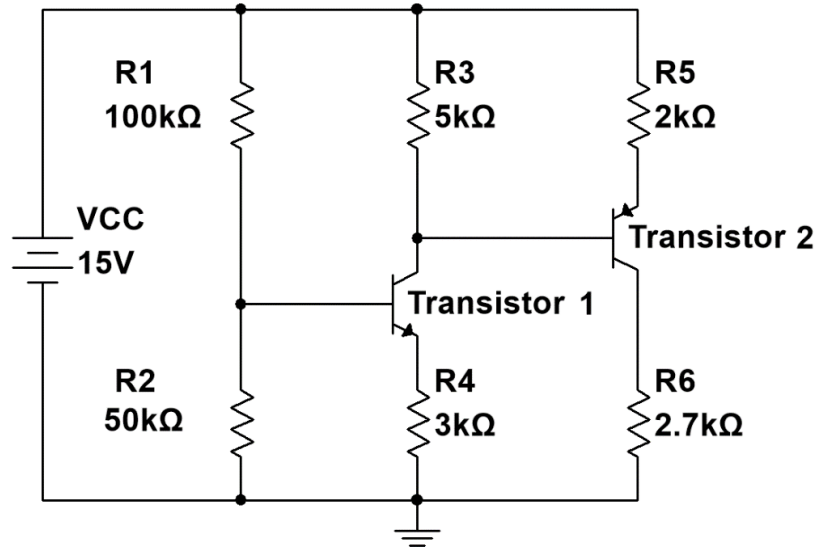 R1
100kΩ
R3
5kΩ
R5
2kΩ
VCC
15V
Transistor 2
Transistor 1
R2
50kΩ
R4
3kΩ
R6
2.7kΩ